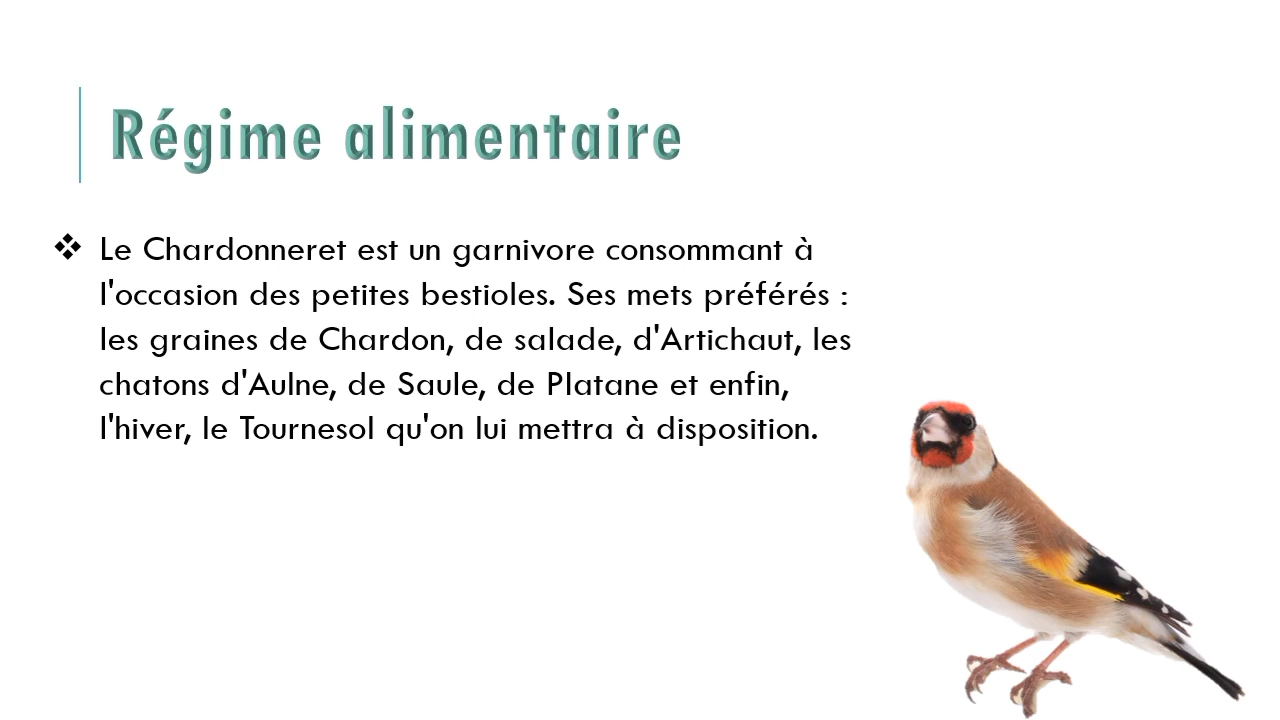 Régime alimentaire
❖ Le Chardonneret est un garnivore consommant à
l'occasion des petites bestioles. Ses mets préférés :
les graines de Chardon, de salade, d'Artichaut, les
chatons d'Aulne, de Saule, de Platane et enfin,
l'hiver, le Tournesol qu'on lui mettra à disposition.